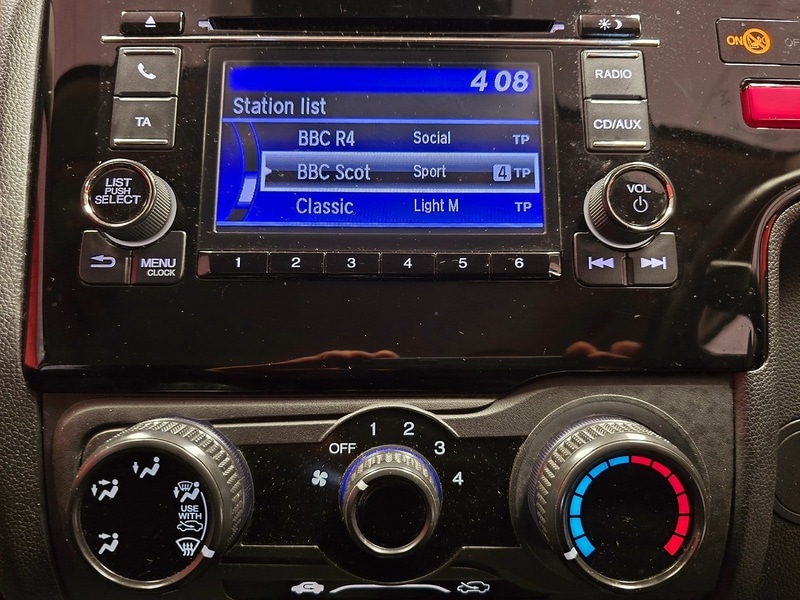 ON OF
4 08
RADIO
Station list
TA
CD/AUX
BBC R4 Social TP
BBC Scot Sport 4 TP
LIST
PUSH
SELECT
VOL
Classic Light M TP
MENU
CLOCK
1 2 3 4 5 6
OFF 1 2 3 4
USE
WITH